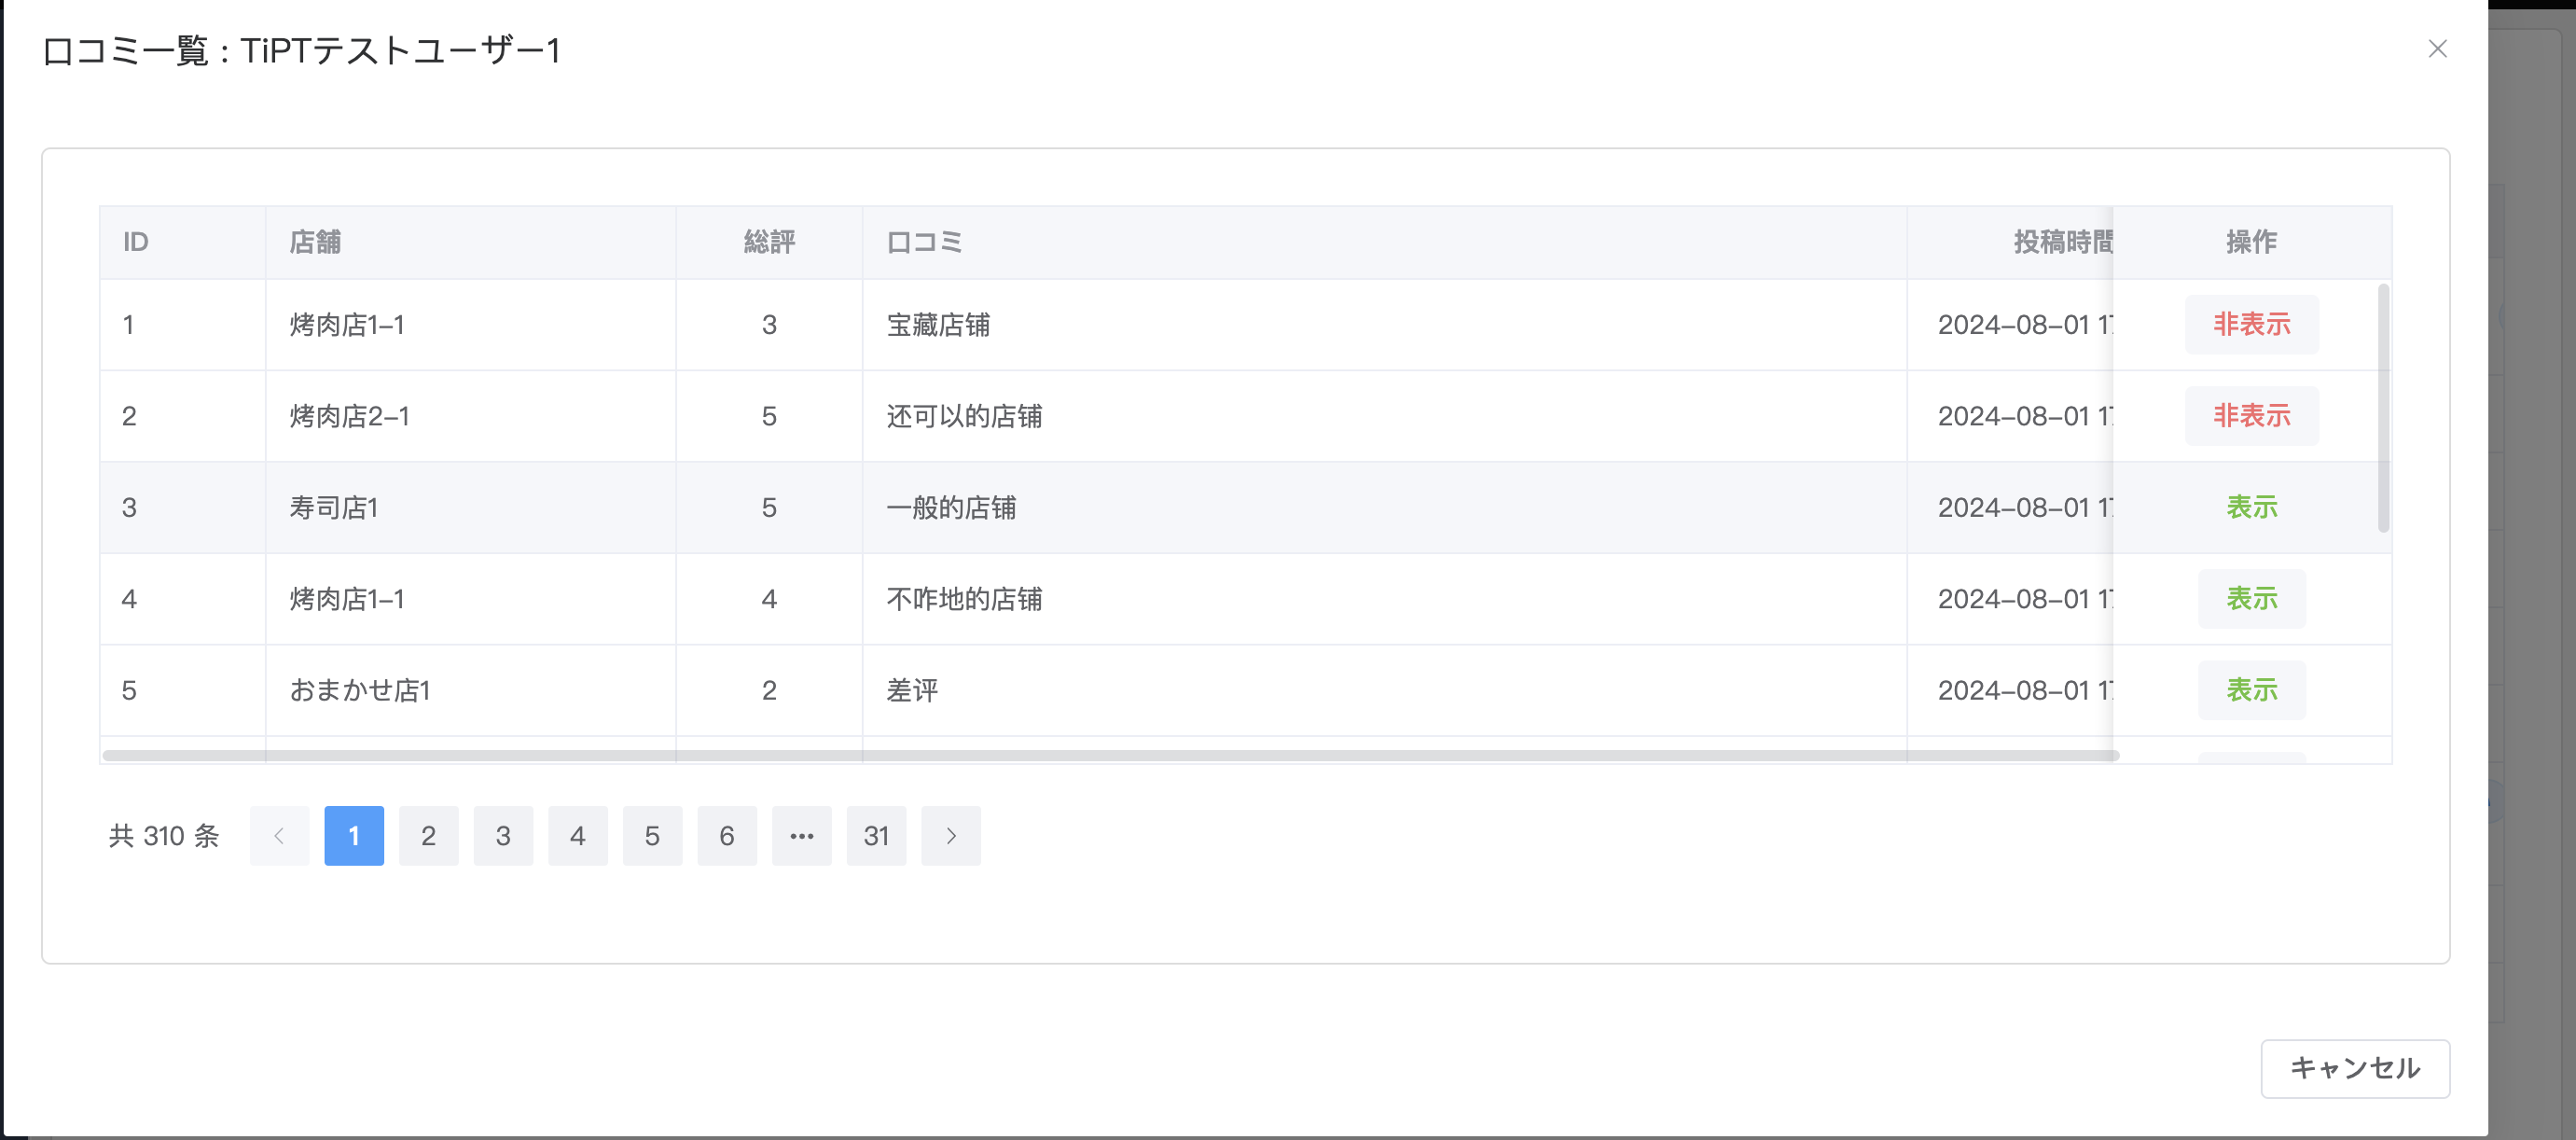 口コミ一覧 : TiPTテストユーザー1
ID 店舗 総評 口コミ 投稿時間 操作
1 烤肉店1-1 3 宝藏店铺 2024-08-01 17 非表示
2 烤肉店2-1 5 还可以的店铺 2024-08-01 17 非表示
3 寿司店1 5 一般的店铺 2024-08-01 17 表示
4 烤肉店1-1 4 不咋地的店铺 2024-08-01 17 表示
5 おまかせ店1 2 差评 2024-08-01 17 表示
共 310 条 1 2 3 4 5 6 ••• 31
キャンセル